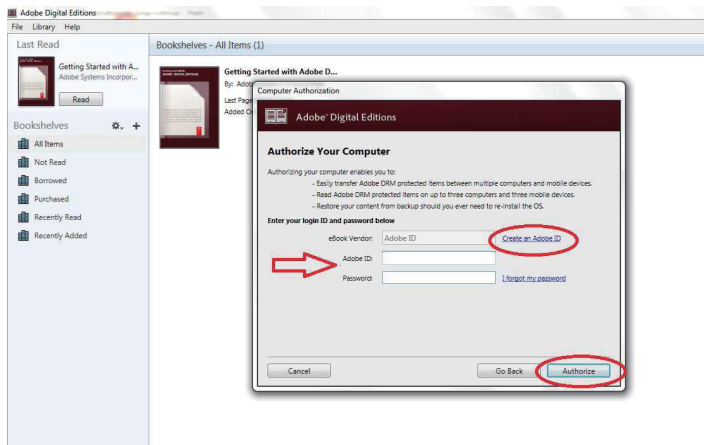 Adobe Digital Editions
File Library Help
Last Read
Getting Started with A...
Adobe Systems Incorpor...
Read
Bookshelves
All Items
Not Read
Borrowed
Purchased
Recently Read
Recently Added
Bookshelves - All Items (1)
Getting Started with Adobe D...
By: Adob
Last Page
Added O
Computer Authorization
Adobe Digital Editions
Authorize Your Computer
Authorizing your computer enables you to:
- Easily transfer Adobe DRM protected items between multiple computers and mobile devices.
- Read Adobe DRM protected items on up to three computers and three mobile devices.
- Restore your content from backup should you ever need to re-install the OS.
Enter your login ID and password below
eBook Vendor: Adobe ID Create an Adobe ID
Adobe ID:
Password: I forgot my password
Cancel Go Back Authorize